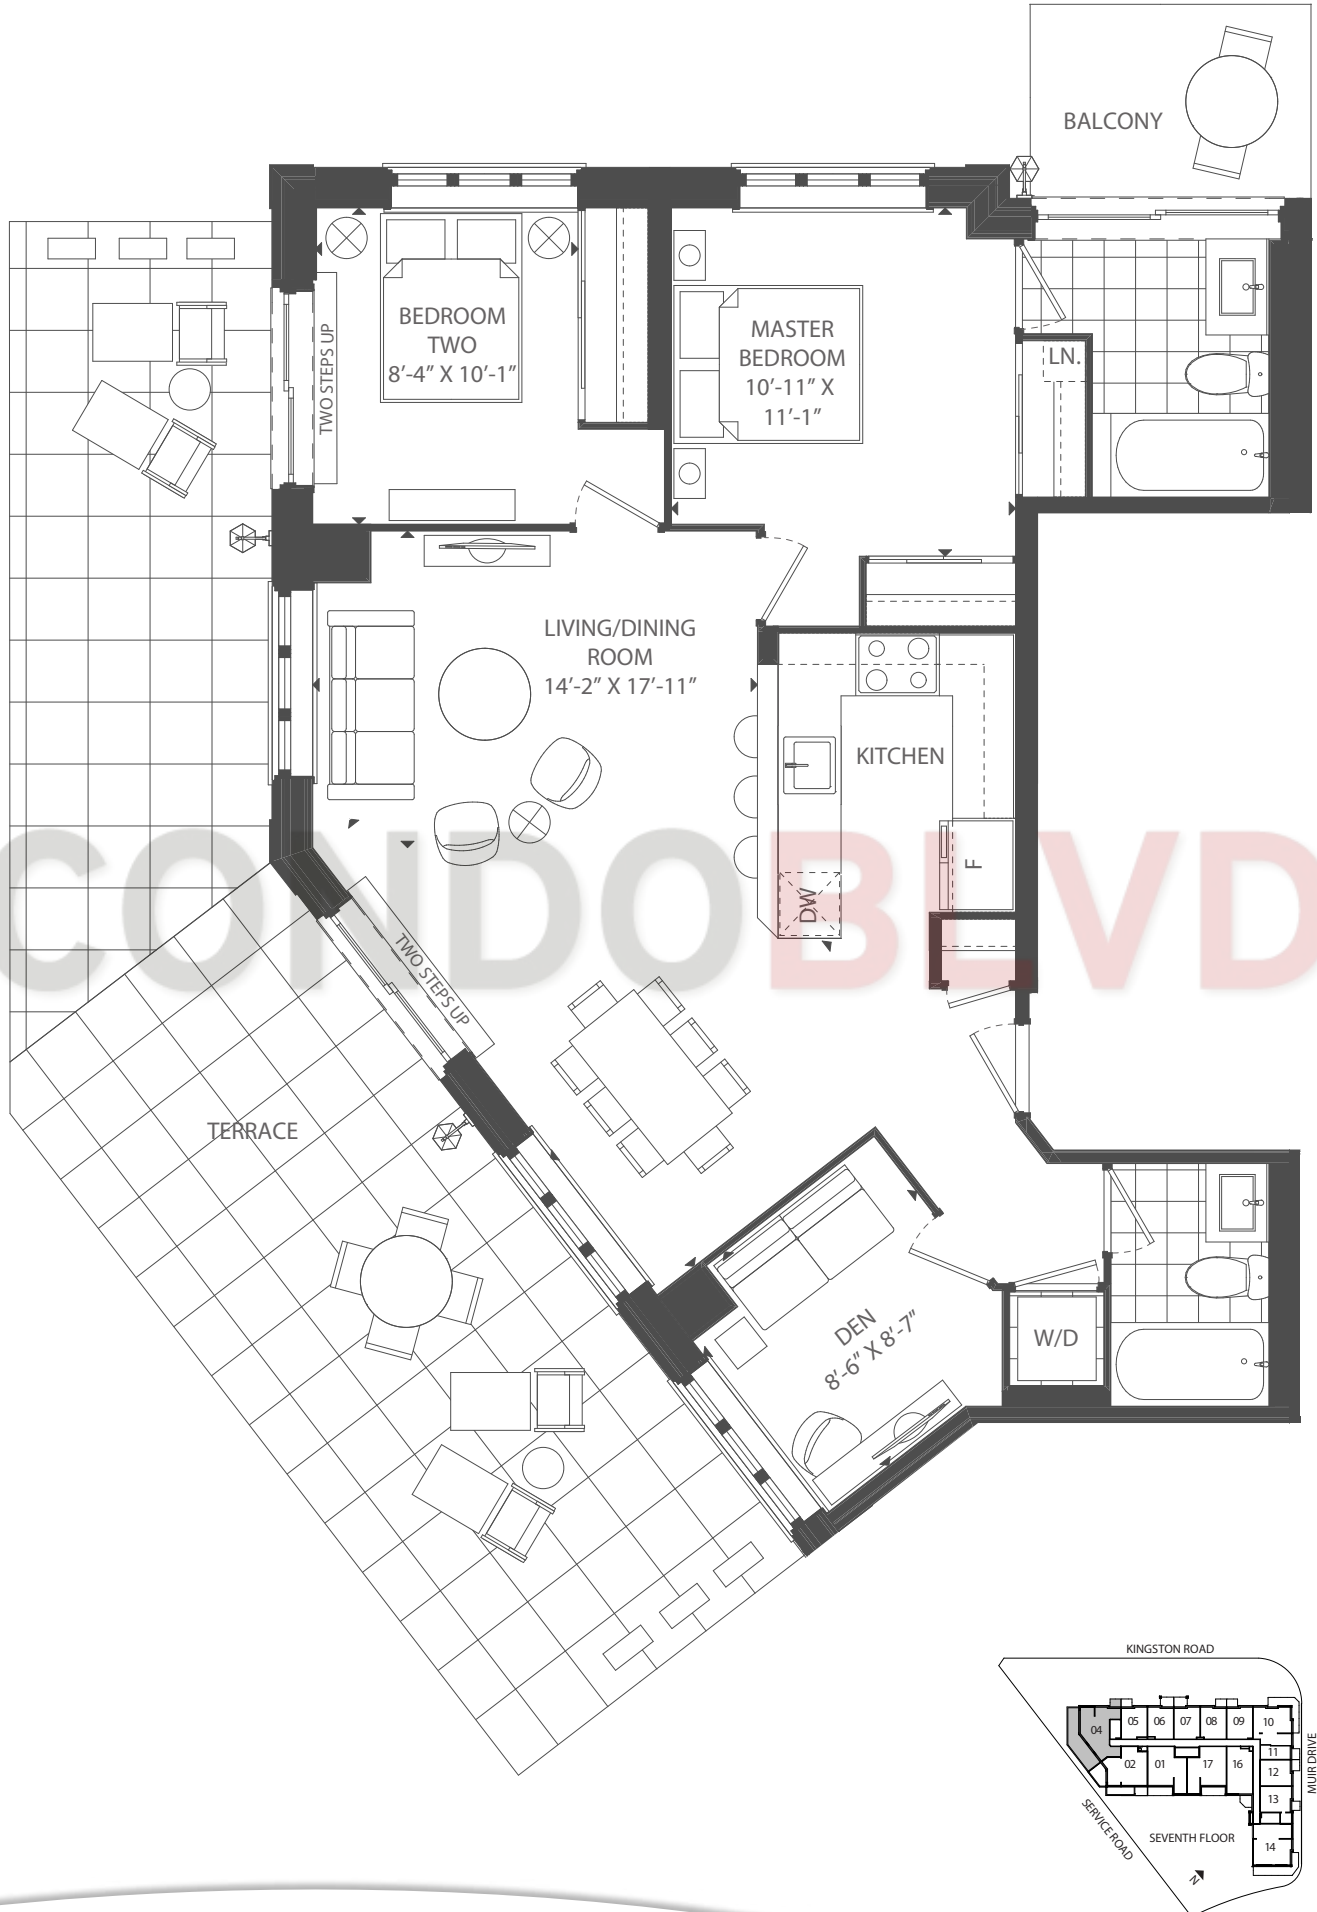 BALCONY
BEDROOM
TWO
8'-4" X 10'-1"
TWO STEPS UP
MASTER
BEDROOM
10'-11" X
11'-1"
LN.
LIVING/DINING
ROOM
14'-2" X 17'-11"
KITCHEN
F
DW
CONDOBLVD
TWO STEPS UP
TERRACE
DEN
8'-6" X 8'-7"
W/D
KINGSTON ROAD
04
05
06
07
08
09
10
11
02
01
17
16
12
13
14
MUIR DRIVE
SERVICE ROAD
SEVENTH FLOOR
N